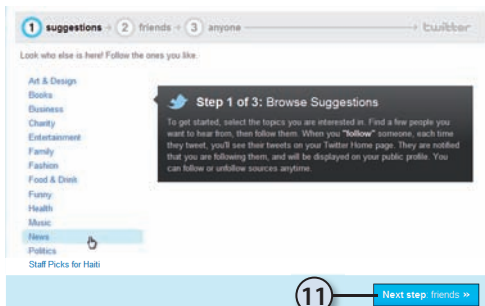 1 suggestions 2 friends 3 anyone twitter
Look who else is here! Follow the ones you like.
Art & Design
Books
Business
Charity
Entertainment
Family
Fashion
Food & Drink
Funny
Health
Music
News
Politics
Staff Picks for Haiti
Step 1 of 3: Browse Suggestions
To get started, select the topics you are interested in. Find a few people you
want to hear from, then follow them. When you "follow" someone, each time
they tweet, you'll see their tweets on your Twitter Home page. They are notified
that you are following them, and will be displayed on your public profile. You
can follow or unfollow sources anytime.
11 Next step friends »